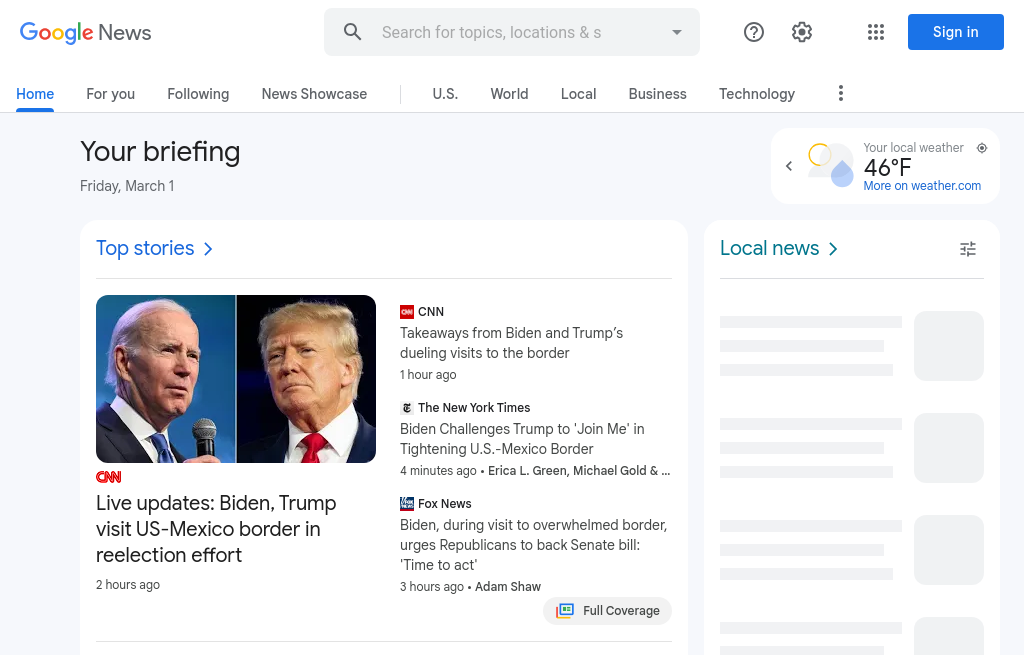 Google News
Search for topics, locations & s
Sign in
Home
For you
Following
News Showcase
U.S.
World
Local
Business
Technology
Your briefing
Friday, March 1
Your local weather
46°F
More on weather.com
Top stories
CNN
Live updates: Biden, Trump
visit US-Mexico border in
reelection effort
2 hours ago
CNN
Takeaways from Biden and Trump’s
dueling visits to the border
1 hour ago
The New York Times
Biden Challenges Trump to 'Join Me' in
Tightening U.S.-Mexico Border
4 minutes ago • Erica L. Green, Michael Gold & ...
Fox News
Biden, during visit to overwhelmed border,
urges Republicans to back Senate bill:
'Time to act'
3 hours ago • Adam Shaw
Full Coverage
Local news